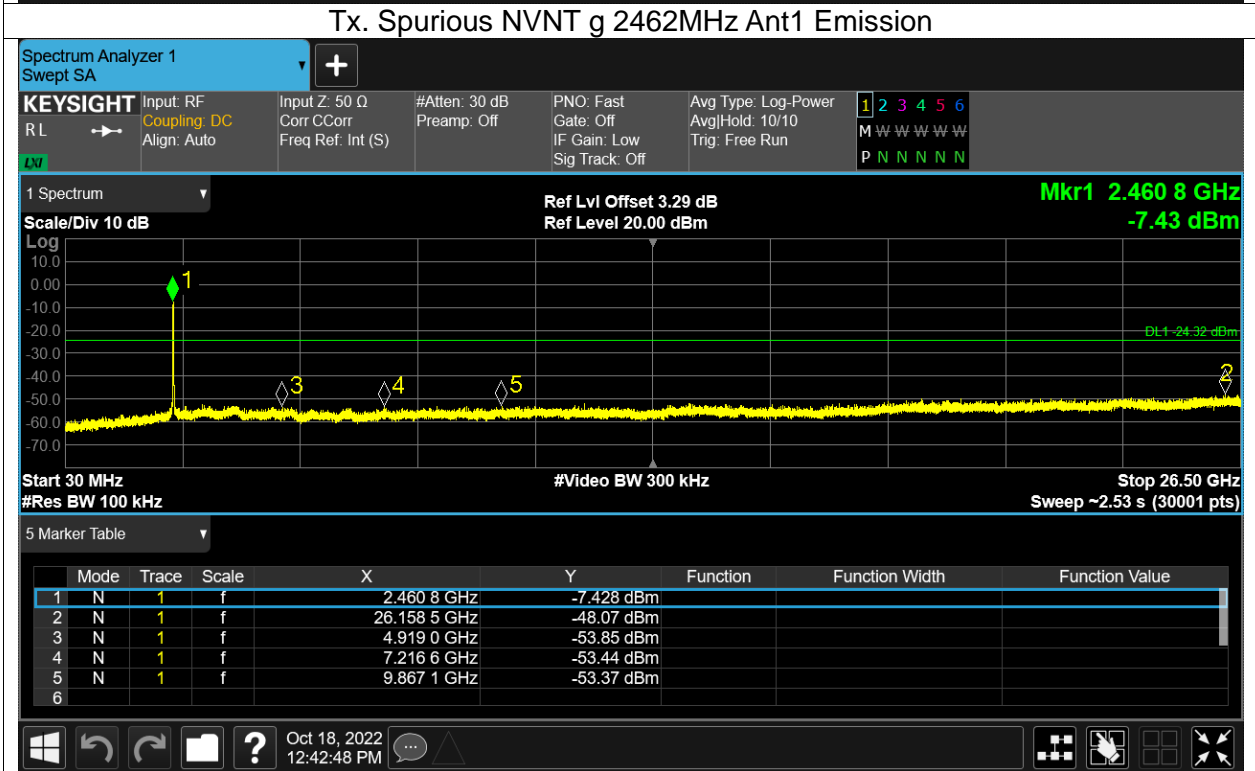 Tx. Spurious NVNT g 2462MHz Ant1 Emission
Spectrum Analyzer 1
Swept SA
+
KEYSIGHT Input: RF Input Z: 50 Ω #Atten: 30 dB PNO: Fast Avg Type: Log-Power 1 2 3 4 5 6
R L Coupling: DC Corr CCorr Preamp: Off Gate: Off Avg|Hold: 10/10 M W W W W W
Align: Auto Freq Ref: Int (S) IF Gain: Low Trig: Free Run
LXI Sig Track: Off P N N N N N
1 Spectrum Ref Lvl Offset 3.29 dB Mkr1 2.460 8 GHz
Scale/Div 10 dB Ref Level 20.00 dBm -7.43 dBm
Log
10.0
0.00
-10.0
-20.0
-30.0
-40.0
-50.0
-60.0
-70.0
1
DL1 -24.32 dBm
3 4 5 2
Start 30 MHz #Video BW 300 kHz Stop 26.50 GHz
#Res BW 100 kHz Sweep ~2.53 s (30001 pts)
5 Marker Table
Mode Trace Scale X Y Function Function Width Function Value
1 N 1 f 2.460 8 GHz -7.428 dBm
2 N 1 f 26.158 5 GHz -48.07 dBm
3 N 1 f 4.919 0 GHz -53.85 dBm
4 N 1 f 7.216 6 GHz -53.44 dBm
5 N 1 f 9.867 1 GHz -53.37 dBm
6
? Oct 18, 2022
12:42:48 PM